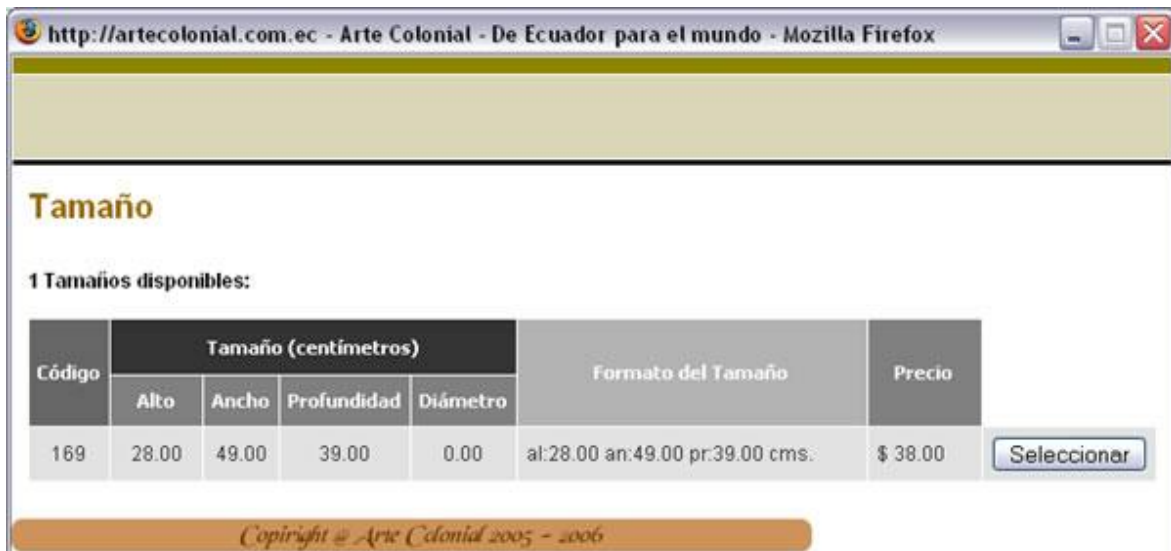 http://artecolonial.com.ec - Arte Colonial - De Ecuador para el mundo - Mozilla Firefox
Tamaño
1 Tamaños disponibles:
Código
Tamaño (centímetros)
Formato del Tamaño
Precio
Alto
Ancho
Profundidad
Diámetro
169
28.00
49.00
39.00
0.00
al:28.00 an:49.00 pr:39.00 cms.
$ 38.00
Seleccionar
Copiright @ Arte Colonial 2005 - 2006